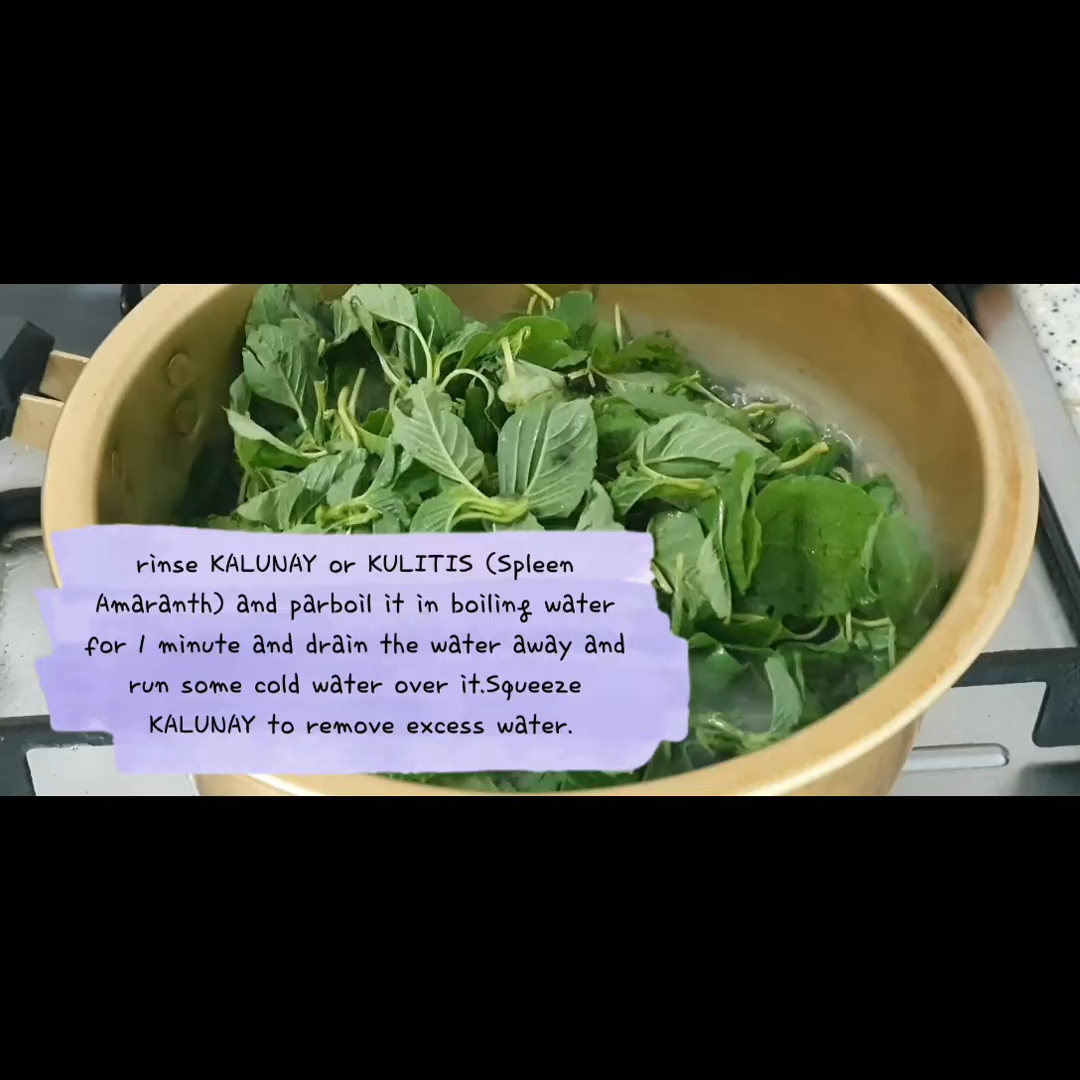 rinse KALUNAY or KULITIS (Spleen
Amaranth) and parboil it in boiling water
for 1 minute and drain the water away and
run some cold water over it.Squeeze
KALUNAY to remove excess water.